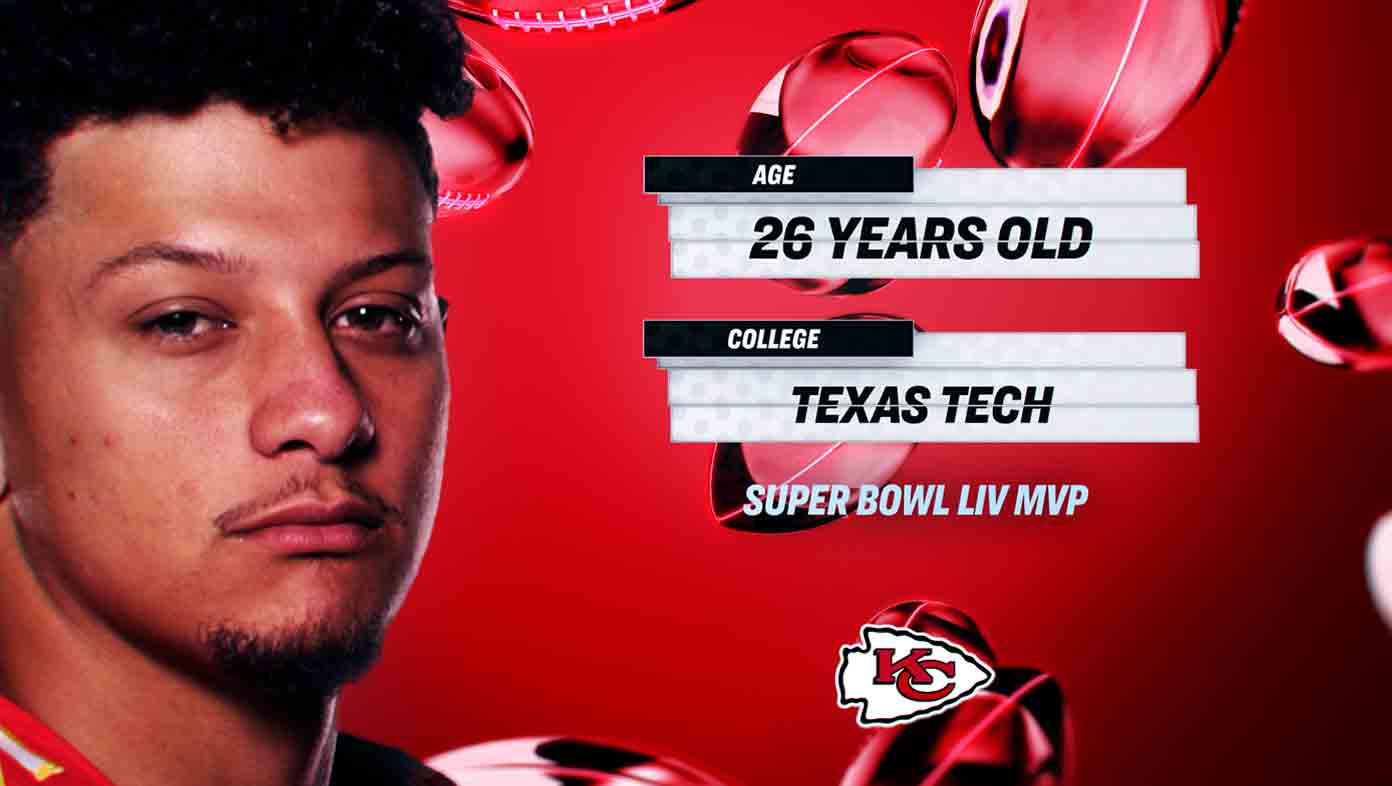 AGE
26 YEARS OLD
COLLEGE
TEXAS TECH
SUPER BOWL LIV MVP
KC